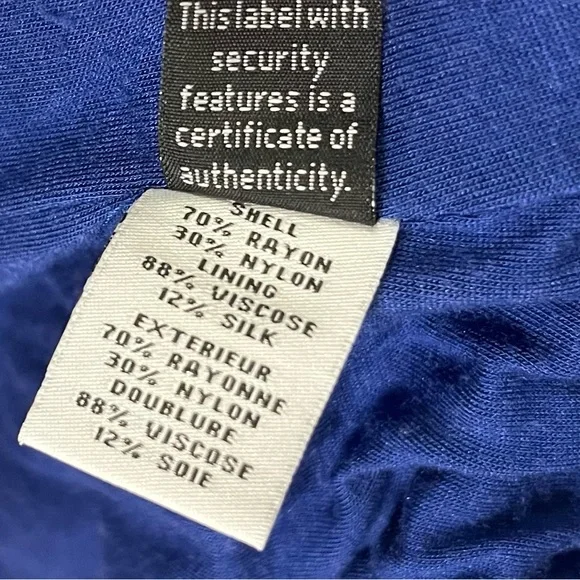 This label with
security
features is a
certificate of
authenticity.
SHELL
70% RAYON
30% NYLON
LINING
88% VISCOSE
12% SILK
EXTERIEUR
70% RAYONNE
30% NYLON
DOUBLURE
88% VISCOSE
12% SOIE